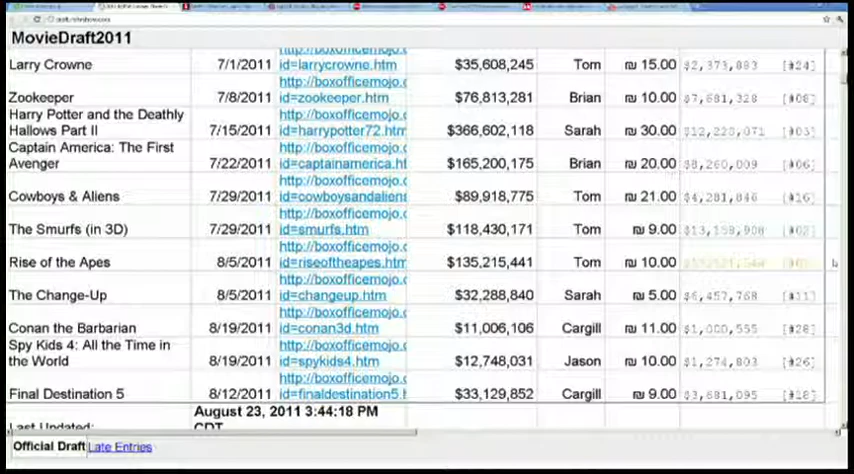 MovieDraft2011
Larry Crowne 7/1/2011 http://boxofficemojo.c id=larrycrowne.htm $35,608,245 Tom ₪ 15.00 $2,373,883 [#24]
Zookeeper 7/8/2011 http://boxofficemojo.c id=zookeeper.htm $76,813,281 Brian ₪ 10.00 $7,681,328 [#08]
Harry Potter and the Deathly
Hallows Part II 7/15/2011 http://boxofficemojo.c id=harrypotter72.htm $366,602,118 Sarah ₪ 30.00 [#03]
Captain America: The First
Avenger 7/22/2011 http://boxofficemojo.c id=captainamerica.ht $165,200,175 Brian ₪ 20.00 $8,260,009 [#06]
Cowboys & Aliens 7/29/2011 http://boxofficemojo.c id=cowboysandaliens $89,918,775 Tom ₪ 21.00 $4,281,846 [#16]
The Smurfs (in 3D) 7/29/2011 http://boxofficemojo.c id=smurfs.htm $118,430,171 Tom ₪ 9.00 $13,158,908 [#02]
Rise of the Apes 8/5/2011 http://boxofficemojo.c id=riseoftheapes.htm $135,215,441 Tom ₪ 10.00
The Change-Up 8/5/2011 http://boxofficemojo.c id=changeup.htm $32,288,840 Sarah ₪ 5.00 $6,457,768 [#11]
Conan the Barbarian 8/19/2011 http://boxofficemojo.c id=conan3d.htm $11,006,106 Cargill ₪ 11.00 $1,000,555 [#28]
Spy Kids 4: All the Time in
the World 8/19/2011 http://boxofficemojo.c id=spykids4.htm $12,748,031 Jason ₪ 10.00 $1,274,803 [#26]
Final Destination 5 8/12/2011 http://boxofficemojo.c id=finaldestination5.h $33,129,852 Cargill ₪ 9.00 $3,681,095 [#18]
Last Updated: August 23, 2011 3:44:18 PM
CDT
Official Draft Late Entries